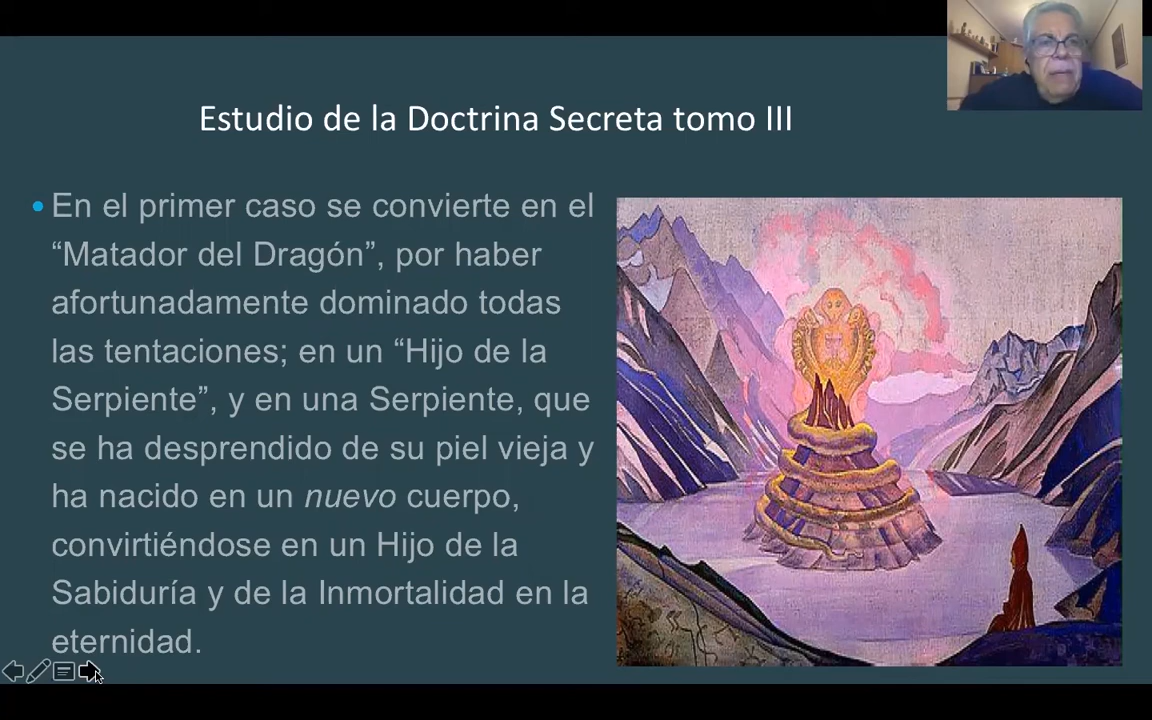 Estudio de la Doctrina Secreta tomo III
• En el primer caso se convierte en el
“Matador del Dragón”, por haber
afortunadamente dominado todas
las tentaciones; en un “Hijo de la
Serpiente”, y en una Serpiente, que
se ha desprendido de su piel vieja y
ha nacido en un nuevo cuerpo,
convirtiéndose en un Hijo de la
Sabiduría y de la Inmortalidad en la
eternidad.